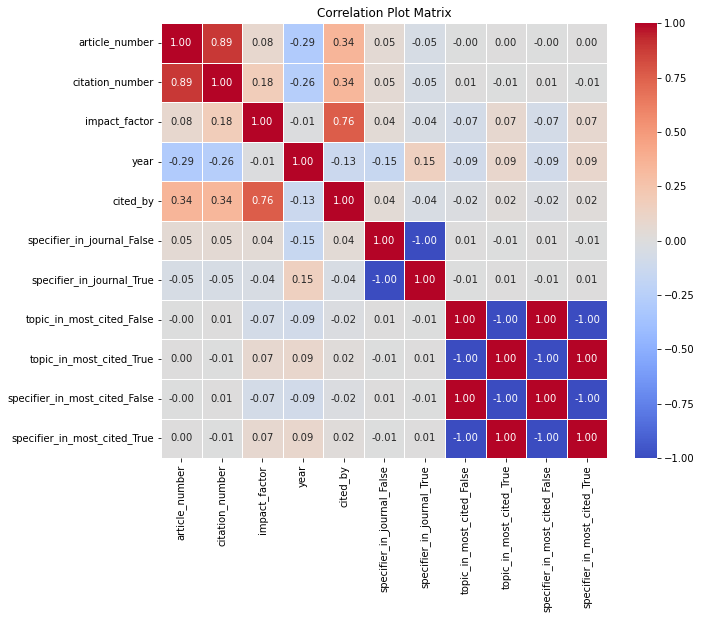 Correlation Plot Matrix
article_number 1.00 0.89 0.08 -0.29 0.34 0.05 -0.05 -0.00 0.00 -0.00 0.00
citation_number 0.89 1.00 0.18 -0.26 0.34 0.05 -0.05 0.01 -0.01 0.01 -0.01
impact_factor 0.08 0.18 1.00 -0.01 0.76 0.04 -0.04 -0.07 0.07 -0.07 0.07
year -0.29 -0.26 -0.01 1.00 -0.13 -0.15 0.15 -0.09 0.09 -0.09 0.09
cited_by 0.34 0.34 0.76 -0.13 1.00 0.04 -0.04 -0.02 0.02 -0.02 0.02
specifier_in_journal_False 0.05 0.05 0.04 -0.15 0.04 1.00 -1.00 0.01 -0.01 0.01 -0.01
specifier_in_journal_True -0.05 -0.05 -0.04 0.15 -0.04 -1.00 1.00 -0.01 0.01 -0.01 0.01
topic_in_most_cited_False -0.00 0.01 -0.07 -0.09 -0.02 0.01 -0.01 1.00 -1.00 1.00 -1.00
topic_in_most_cited_True 0.00 -0.01 0.07 0.09 0.02 -0.01 0.01 -1.00 1.00 -1.00 1.00
specifier_in_most_cited_False -0.00 0.01 -0.07 -0.09 -0.02 0.01 -0.01 1.00 -1.00 1.00 -1.00
specifier_in_most_cited_True 0.00 -0.01 0.07 0.09 0.02 -0.01 0.01 -1.00 1.00 -1.00 1.00
article_number
citation_number
impact_factor
year
cited_by
specifier_in_journal_False
specifier_in_journal_True
topic_in_most_cited_False
topic_in_most_cited_True
specifier_in_most_cited_False
specifier_in_most_cited_True
1.00
0.75
0.50
0.25
0.00
−0.25
−0.50
−0.75
−1.00